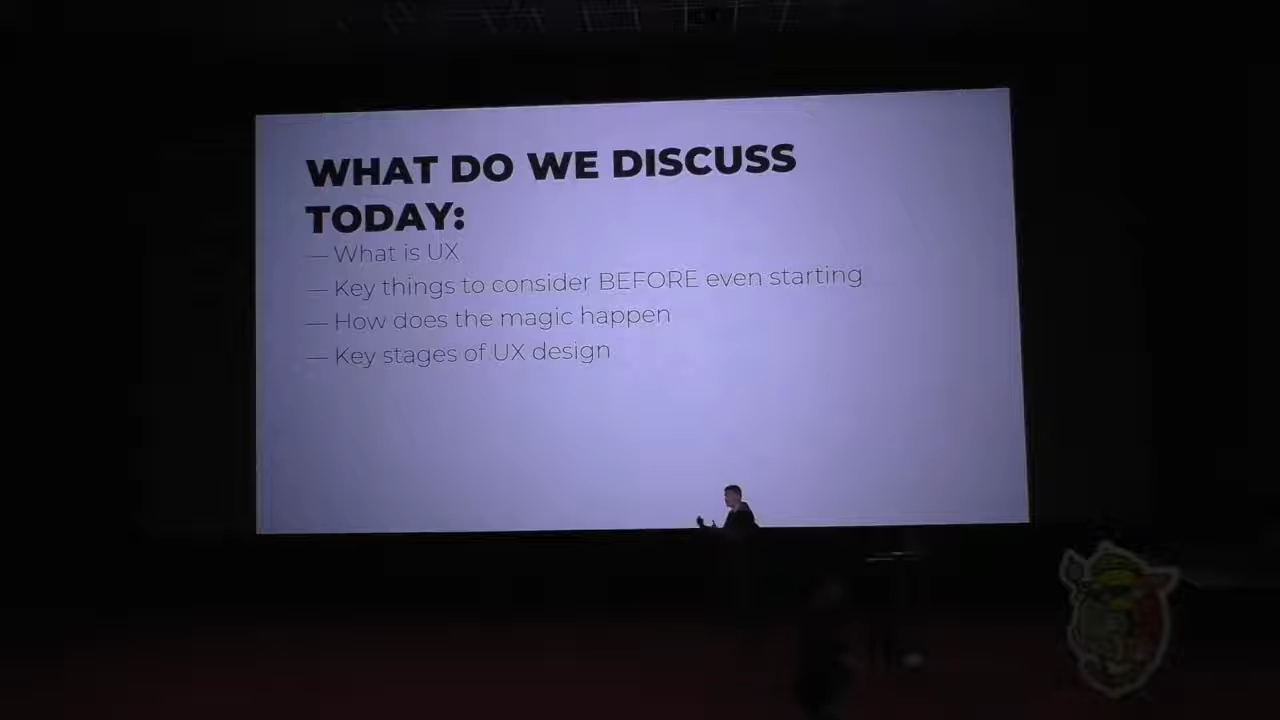 WHAT DO WE DISCUSS
TODAY:
— What is UX
— Key things to consider BEFORE even starting
— How does the magic happen
— Key stages of UX design